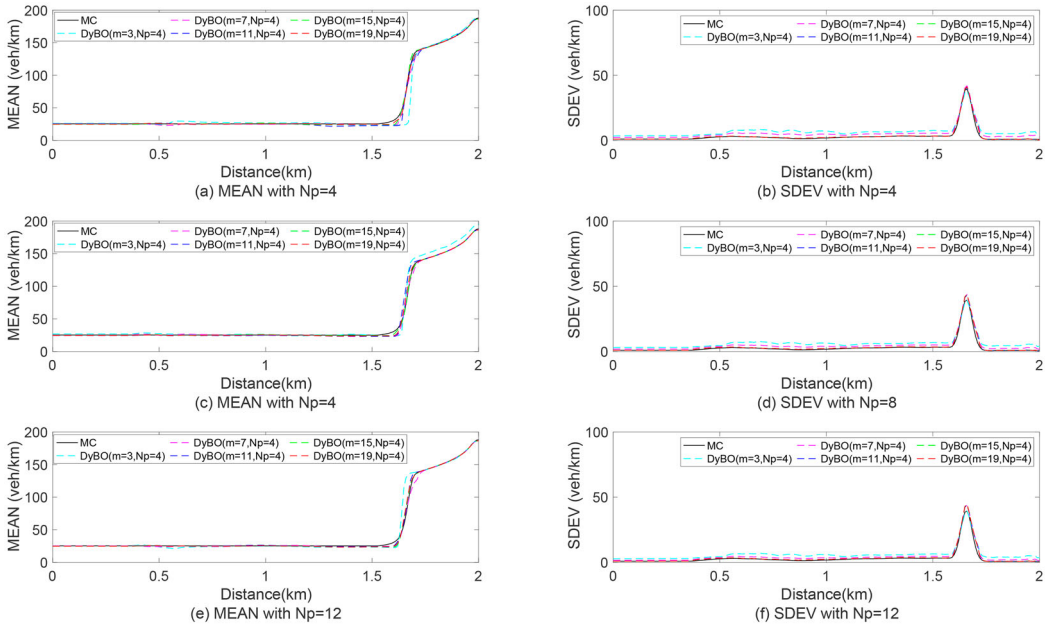 200
150
100
50
0
MEAN (veh/km)
MC
DyBO(m=3,Np=4)
DyBO(m=7,Np=4)
DyBO(m=11,Np=4)
DyBO(m=15,Np=4)
DyBO(m=19,Np=4)
0 0.5 1 1.5 2
Distance(km)
(a) MEAN with Np=4
100
50
0
SDEV (veh/km)
MC
DyBO(m=3,Np=4)
DyBO(m=7,Np=4)
DyBO(m=11,Np=4)
DyBO(m=15,Np=4)
DyBO(m=19,Np=4)
0 0.5 1 1.5 2
Distance(km)
(b) SDEV with Np=4
200
150
100
50
0
MEAN (veh/km)
MC
DyBO(m=3,Np=4)
DyBO(m=7,Np=4)
DyBO(m=11,Np=4)
DyBO(m=15,Np=4)
DyBO(m=19,Np=4)
0 0.5 1 1.5 2
Distance(km)
(c) MEAN with Np=4
100
50
0
SDEV (veh/km)
MC
DyBO(m=3,Np=4)
DyBO(m=7,Np=4)
DyBO(m=11,Np=4)
DyBO(m=15,Np=4)
DyBO(m=19,Np=4)
0 0.5 1 1.5 2
Distance(km)
(d) SDEV with Np=8
200
150
100
50
0
MEAN (veh/km)
MC
DyBO(m=3,Np=4)
DyBO(m=7,Np=4)
DyBO(m=11,Np=4)
DyBO(m=15,Np=4)
DyBO(m=19,Np=4)
0 0.5 1 1.5 2
Distance(km)
(e) MEAN with Np=12
100
50
0
SDEV (veh/km)
MC
DyBO(m=3,Np=4)
DyBO(m=7,Np=4)
DyBO(m=11,Np=4)
DyBO(m=15,Np=4)
DyBO(m=19,Np=4)
0 0.5 1 1.5 2
Distance(km)
(f) SDEV with Np=12